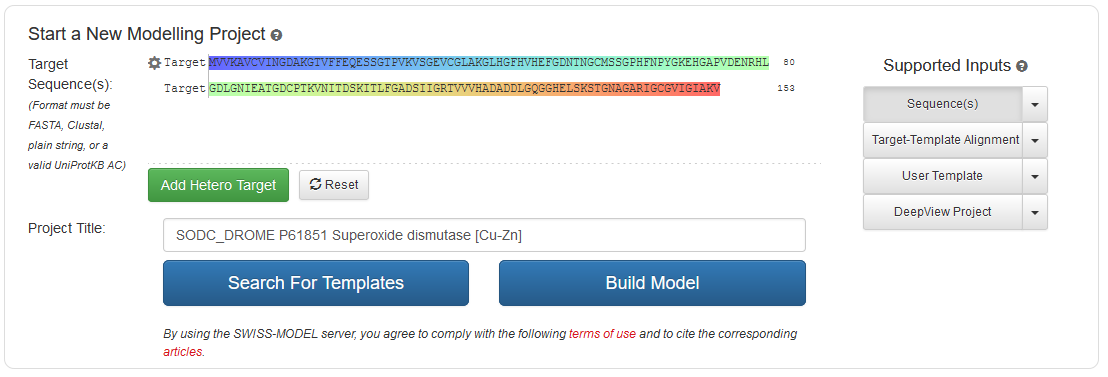 Start a New Modelling Project ?
Target
Sequence(s):
(Format must be
FASTA, Clustal,
plain string, or a
valid UniProtKB AC)
Target MVVKAVCVINGDAKGTVFFEQESSGTPVKVSGEVCGLAKGLHGFHVHEFGDNTNGCMSSGPHFNPYGKEHGAPVDENRHL 80
Target GDLGNIEATGDCPTKVNITDSKITLFGADSIIGRTVVVHADADDLGQGGHELSKSTGNAGARIGCGVIGIAKV 153
Add Hetero Target
Reset
Project Title:
SODC_DROME P61851 Superoxide dismutase [Cu-Zn]
Search For Templates
Build Model
By using the SWISS-MODEL server, you agree to comply with the following terms of use and to cite the corresponding
articles.
Supported Inputs ?
Sequence(s)
Target-Template Alignment
User Template
DeepView Project